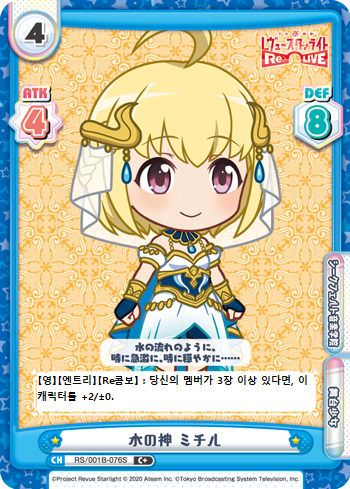 4
レヴュースタァライト
Re LIVE
ATK
4
DEF
8
シークフェルト音楽学院
舞台少女
水の流れのように、
時に急激に、時に穏やかに……
【영】【엔트리】【Re콤보】 : 당신의 멤버가 3장 이상 있다면, 이
캐릭터를 +2/±0.
水の神 ミチル
CH RS/001B-076S C+
©Project Revue Starlight © 2020 Ateam Inc. ©Tokyo Broadcasting System Television, Inc.